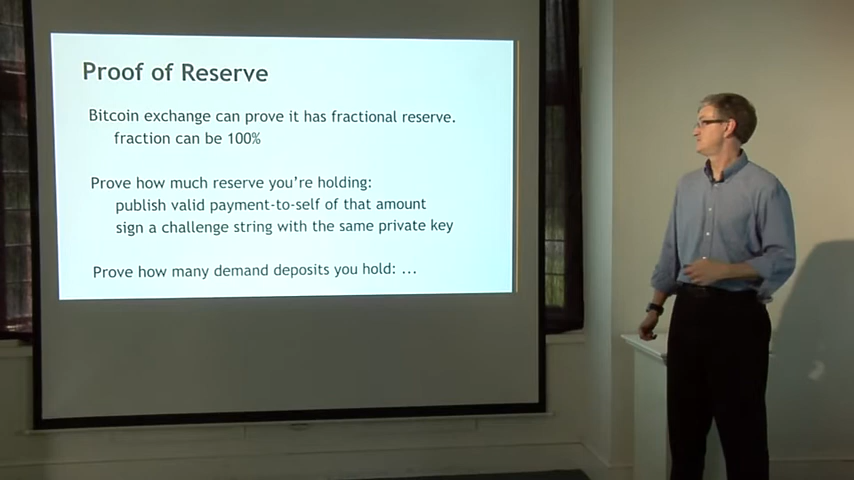 Proof of Reserve
Bitcoin exchange can prove it has fractional reserve.
fraction can be 100%
Prove how much reserve you're holding:
publish valid payment-to-self of that amount
sign a challenge string with the same private key
Prove how many demand deposits you hold: ...